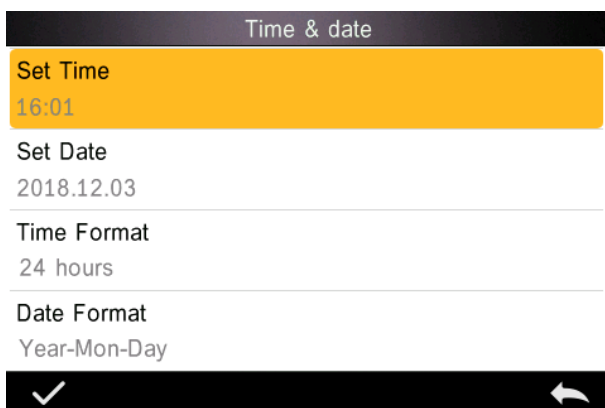 Time & date
Set Time
16:01
Set Date
2018.12.03
Time Format
24 hours
Date Format
Year-Mon-Day